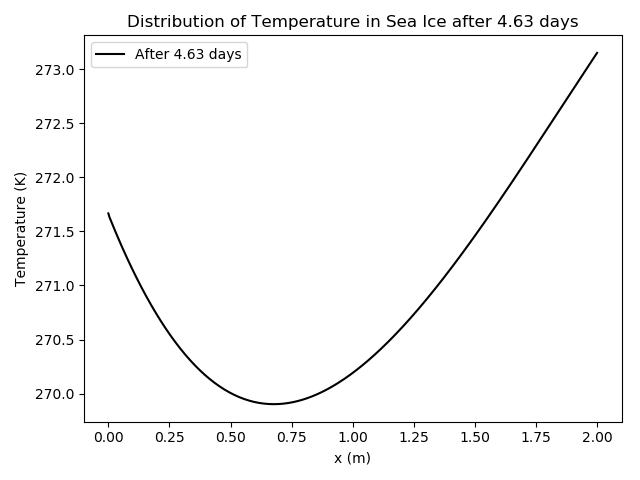 Distribution of Temperature in Sea Ice after 4.63 days
After 4.63 days
273.0
272.5
272.0
271.5
271.0
270.5
270.0
Temperature (K)
0.00 0.25 0.50 0.75 1.00 1.25 1.50 1.75 2.00
x (m)